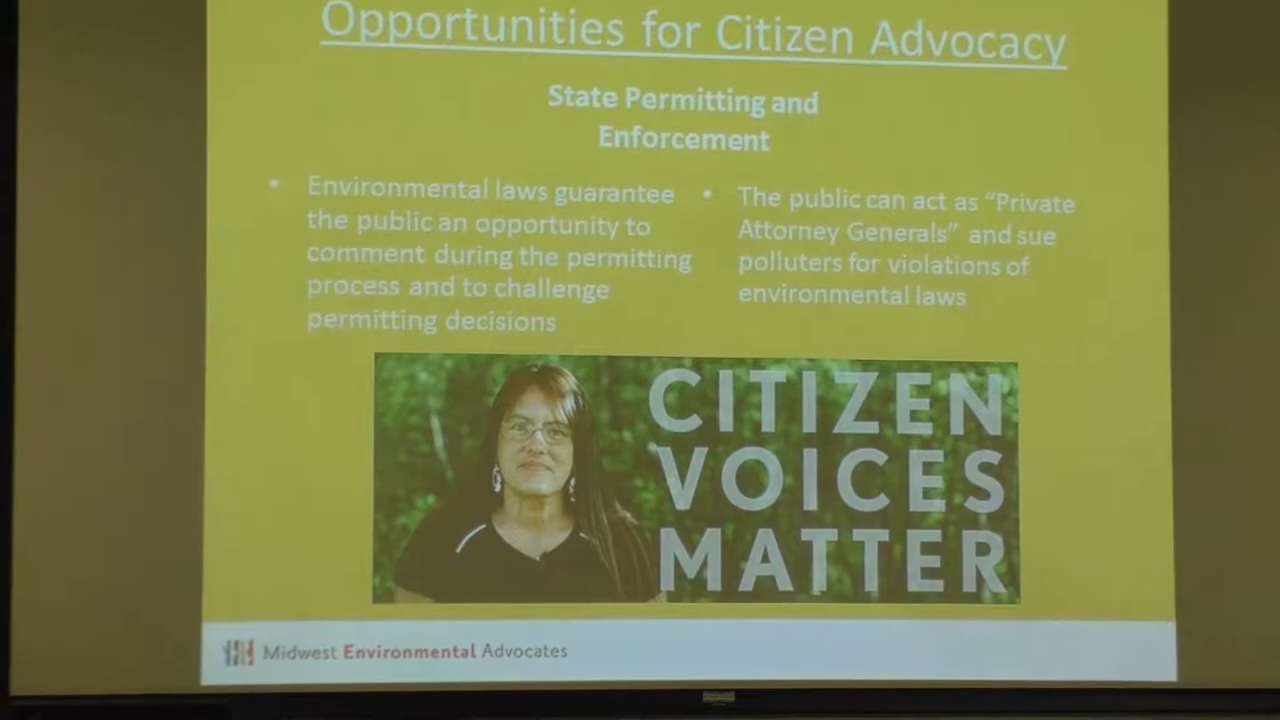 Opportunities for Citizen Advocacy
State Permitting and
Enforcement
• Environmental laws guarantee
the public an opportunity to
comment during the permitting
process and to challenge
permitting decisions
• The public can act as “Private
Attorney Generals” and sue
polluters for violations of
environmental laws
CITIZEN
VOICES
MATTER
Midwest Environmental Advocates